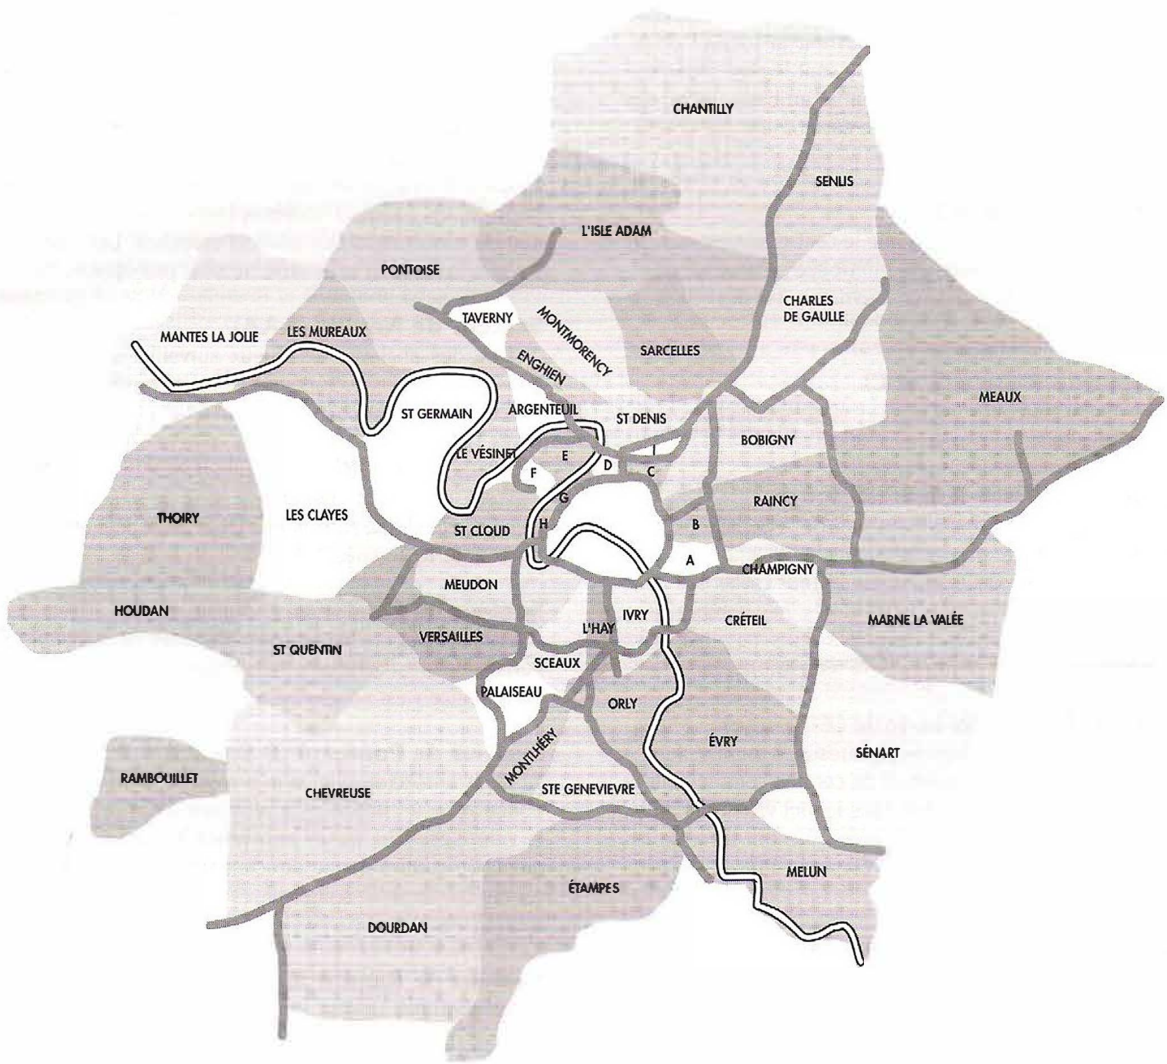 CHANTILLY
SENLIS
L'ISLE ADAM
PONTOISE
CHARLES
DE GAULLE
TAVERNY
MONTMORENCY
MANTES LA JOLIE
LES MUREAUX
SARCELLES
ENGHIEN
MEAUX
ST GERMAIN
ARGENTEUIL
ST DENIS
BOBIGNY
LE VÉSINET
E
F
D
I
C
G
RAINCY
THOIRY
LES CLAYES
ST CLOUD
H
B
A
CHAMPIGNY
MEUDON
HOUDAN
IVRY
L'HAY
CRÉTEIL
MARNE LA VALÉE
VERSAILLES
ST QUENTIN
SCEAUX
PALAISEAU
ORLY
ÉVRY
SÉNART
MONTLHÉRY
RAMBOUILLET
CHEVREUSE
STE GENEVIEVRE
MELUN
ÉTAMPES
DOURDAN